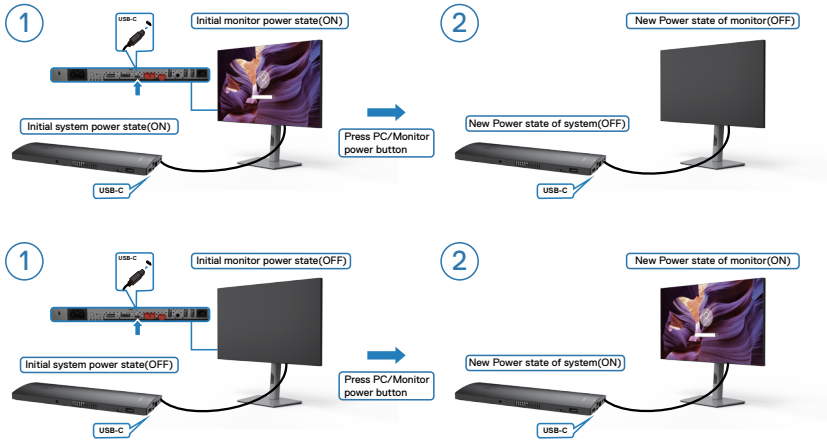 1
USB-C
Initial monitor power state(ON)
Initial system power state(ON)
USB-C
Press PC/Monitor
power button
2
New Power state of monitor(OFF)
New Power state of system(OFF)
USB-C
1
USB-C
Initial monitor power state(OFF)
Initial system power state(OFF)
USB-C
Press PC/Monitor
power button
2
New Power state of monitor(ON)
New Power state of system(ON)
USB-C